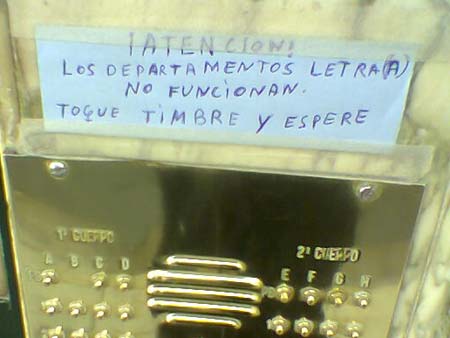 ¡ATENCION!
LOS DEPARTAMENTOS LETRA(A)
NO FUNCIONAN.
TOQUE TIMBRE Y ESPERE
1º CUERPO
A B C D
2º CUERPO
E F G H